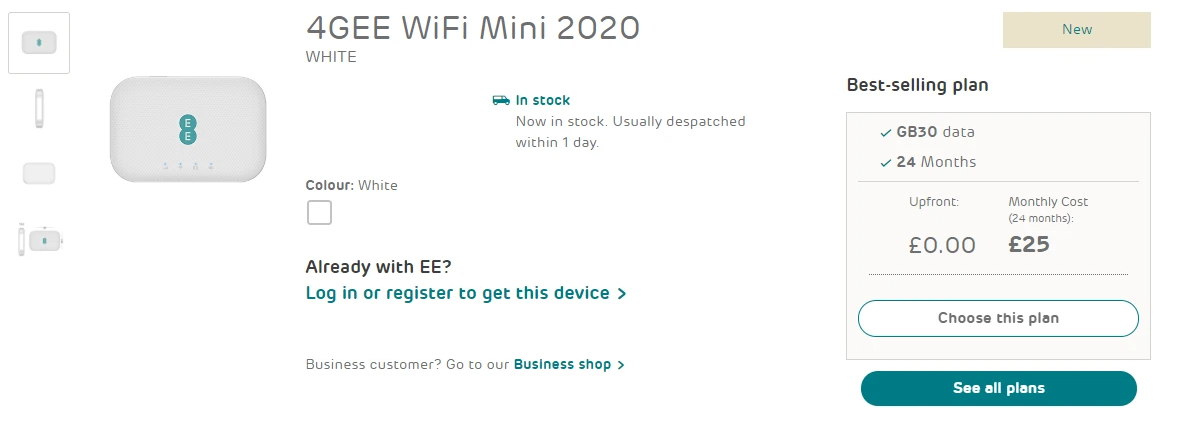 4GEE WiFi Mini 2020
WHITE
In stock
Now in stock. Usually despatched
within 1 day.
Colour: White
Already with EE?
Log in or register to get this device >
Business customer? Go to our Business shop >
E
E
New
Best-selling plan
GB30 data
24 Months
Upfront:
£0.00
Monthly Cost
(24 months):
£25
Choose this plan
See all plans